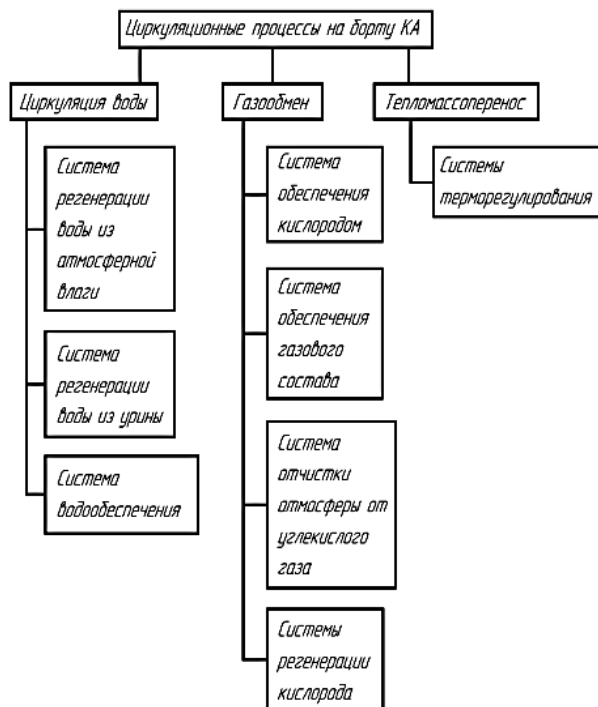 Циркуляционные процессы на борту КА
Циркуляция воды
Система
регенерации
воды из
атмосферной
влаги
Система
регенерации
воды из урины
Система
водообеспечения
Газообмен
Система
обеспечения
кислородом
Система
обеспечения
газового
состава
Система
отчистки
атмосферы от
углекислого
газа
Системы
регенерации
кислорода
Тепломассоперенос
Системы
терморегулирования